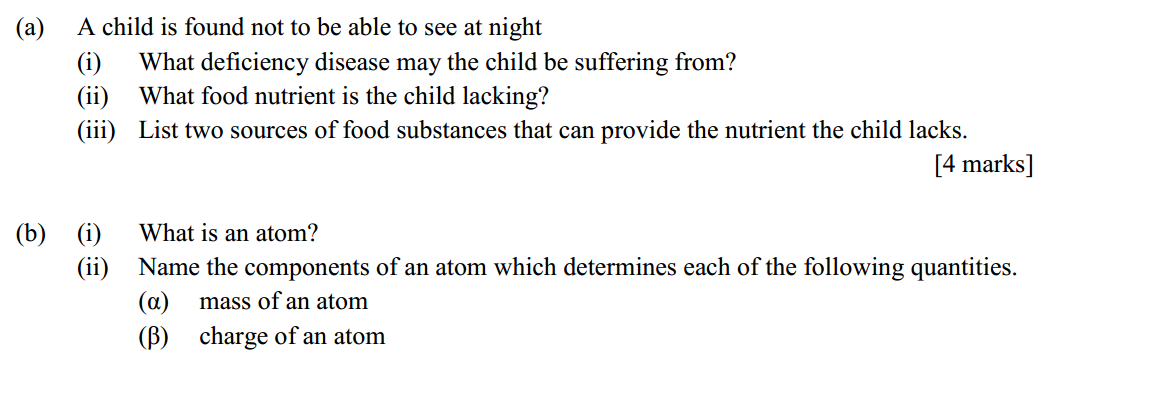 (a) A child is found not to be able to see at night
(i) What deficiency disease may the child be suffering from?
(ii) What food nutrient is the child lacking?
(iii) List two sources of food substances that can provide the nutrient the child lacks.
[4 marks]
(b) (i) What is an atom?
(ii) Name the components of an atom which determines each of the following quantities.
(α) mass of an atom
(β) charge of an atom